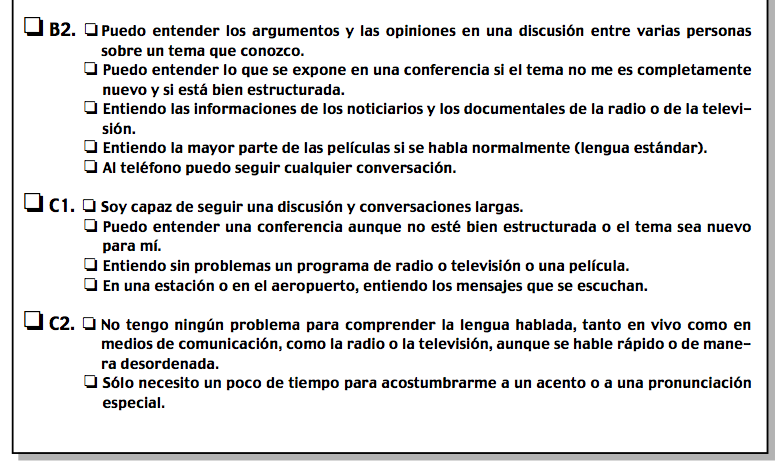 ❏ B2. ❏ Puedo entender los argumentos y las opiniones en una discusión entre varias personas
sobre un tema que conozco.
❏ Puedo entender lo que se expone en una conferencia si el tema no me es completamente
nuevo y si está bien estructurada.
❏ Entiendo las informaciones de los noticiarios y los documentales de la radio o de la televi-
sión.
❏ Entiendo la mayor parte de las películas si se habla normalmente (lengua estándar).
❏ Al teléfono puedo seguir cualquier conversación.
❏ C1. ❏ Soy capaz de seguir una discusión y conversaciones largas.
❏ Puedo entender una conferencia aunque no esté bien estructurada o el tema sea nuevo
para mí.
❏ Entiendo sin problemas un programa de radio o televisión o una película.
❏ En una estación o en el aeropuerto, entiendo los mensajes que se escuchan.
❏ C2. ❏ No tengo ningún problema para comprender la lengua hablada, tanto en vivo como en
medios de comunicación, como la radio o la televisión, aunque se hable rápido o de mane-
ra desordenada.
❏ Sólo necesito un poco de tiempo para acostumbrarme a un acento o a una pronunciación
especial.